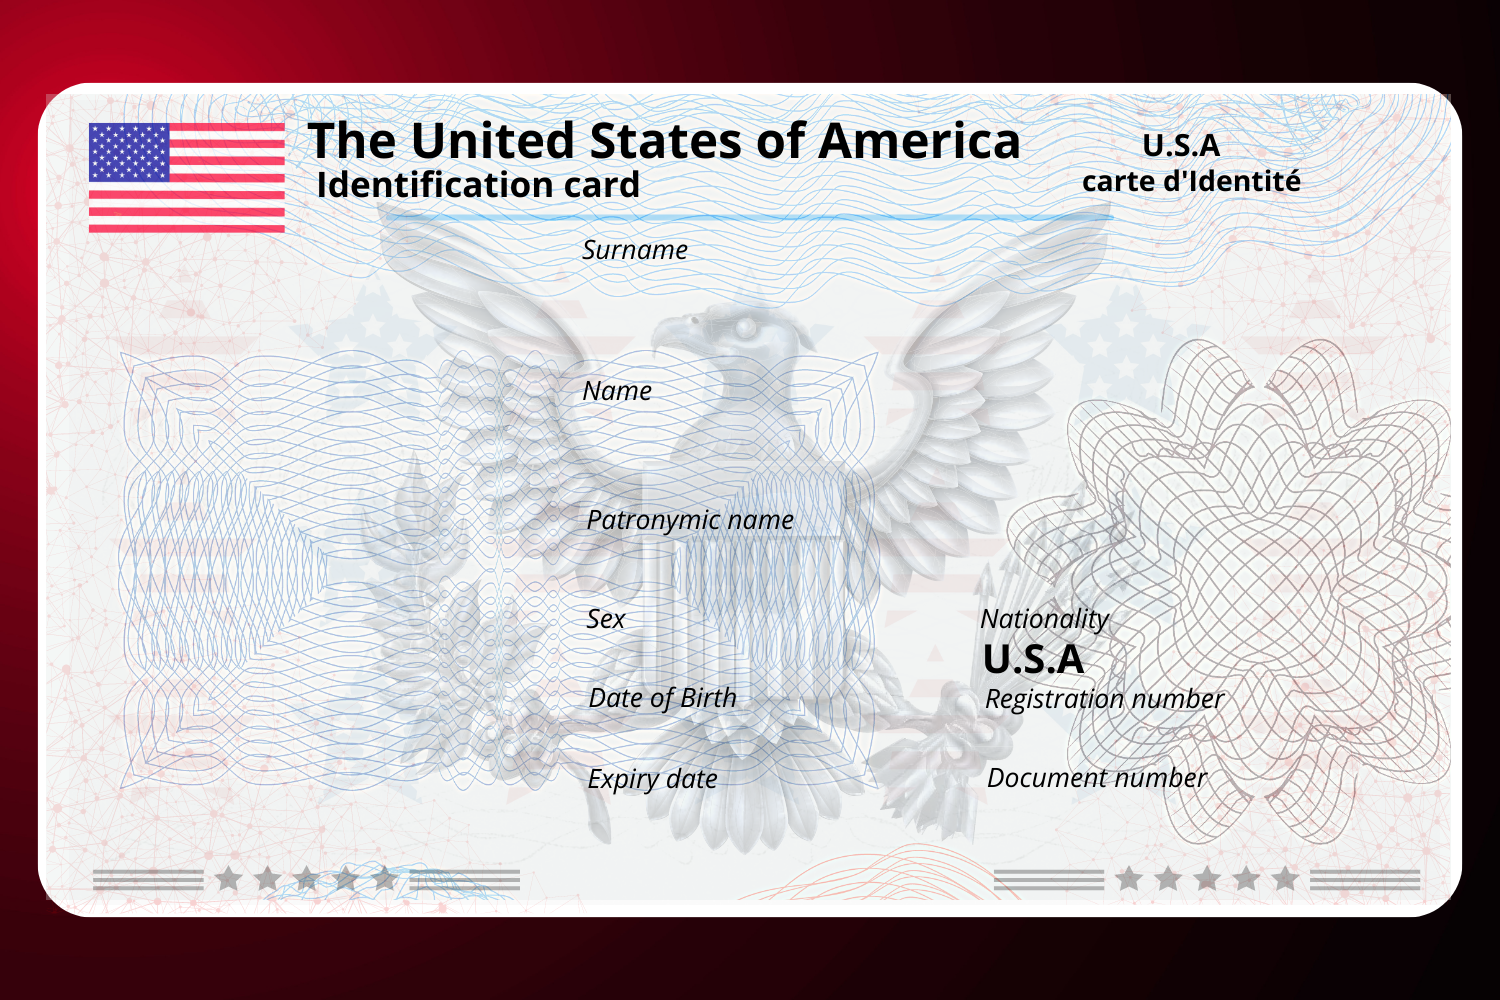 The United States of America
Identification card
U.S.A
carte d'Identité
Surname
Name
Patronymic name
Sex
Nationality
U.S.A
Date of Birth
Registration number
Expiry date
Document number